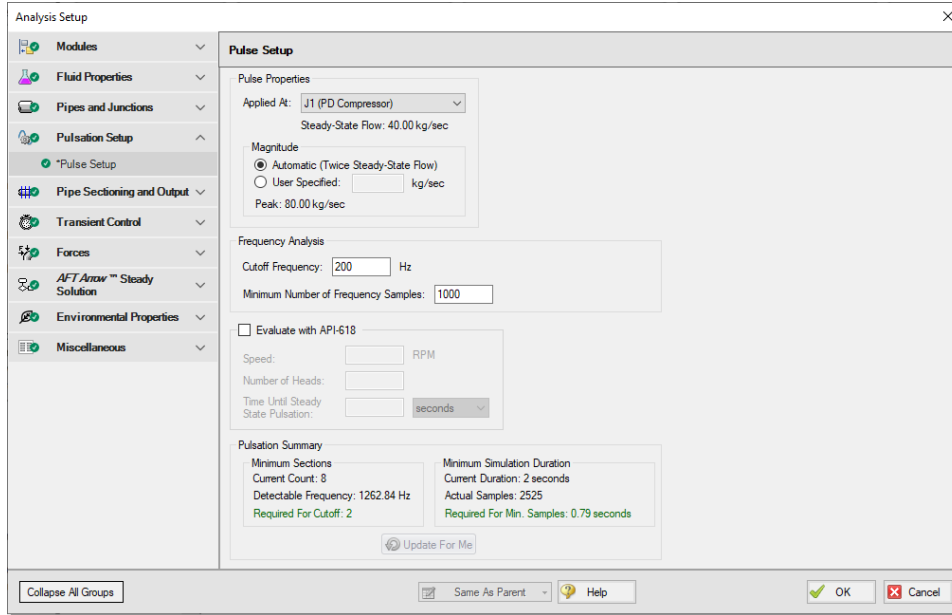 Analysis Setup
Modules
Fluid Properties
Pipes and Junctions
Pulsation Setup
*Pulse Setup
Pipe Sectioning and Output
Transient Control
Forces
AFT Arrow™ Steady
Solution
Environmental Properties
Miscellaneous
Pulse Setup
Pulse Properties
Applied At: J1 (PD Compressor)
Steady-State Flow: 40.00 kg/sec
Magnitude
Automatic (Twice Steady-State Flow)
User Specified: kg/sec
Peak: 80.00 kg/sec
Frequency Analysis
Cutoff Frequency: 200 Hz
Minimum Number of Frequency Samples: 1000
Evaluate with API-618
Speed: RPM
Number of Heads:
Time Until Steady
State Pulsation: seconds
Pulsation Summary
Minimum Sections
Current Count: 8
Detectable Frequency: 1262.84 Hz
Required For Cutoff: 2
Minimum Simulation Duration
Current Duration: 2 seconds
Actual Samples: 2525
Required For Min. Samples: 0.79 seconds
Update For Me
Collapse All Groups
Same As Parent
Help
OK
Cancel